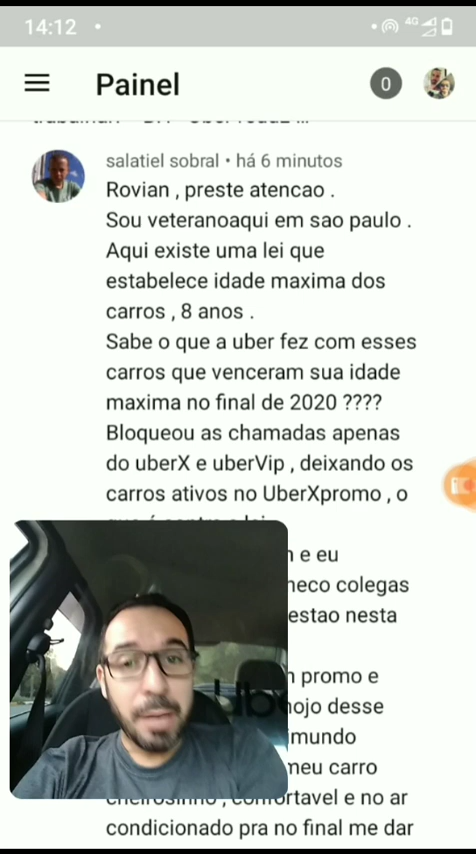 14:12
4G
Painel
0
salatiel sobral • há 6 minutos
Rovian , preste atencao .
Sou veteranoaqui em sao paulo .
Aqui existe uma lei que
estabelece idade maxima dos
carros , 8 anos .
Sabe o que a uber fez com esses
carros que venceram sua idade
maxima no final de 2020 ????
Bloqueou as chamadas apenas
do uberX e uberVip , deixando os
carros ativos no UberXpromo , o
e eu
colegas
estao nesta
promo e
desse
meu carro
cheirosinho , confortavel e no ar
condicionado pra no final me dar